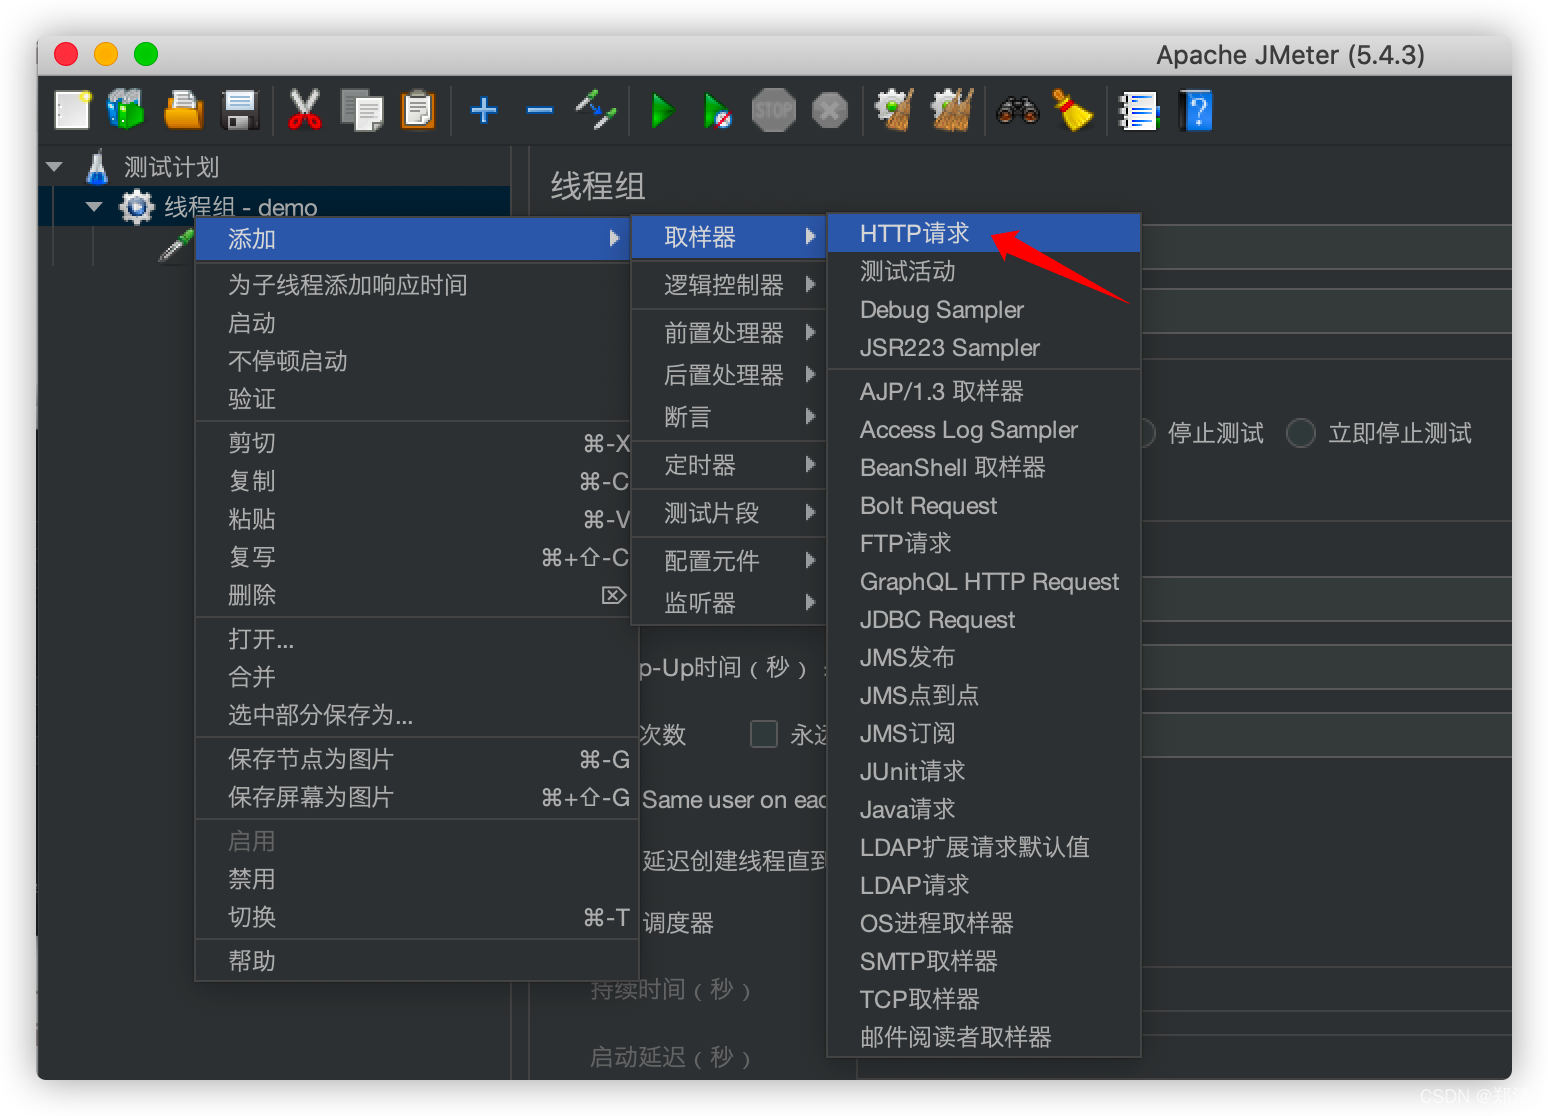 Apache JMeter (5.4.3)
STOP
测试计划
线程组 - demo
线程组
添加
为子线程添加响应时间
启动
不停顿启动
验证
剪切 ⌘-X
复制 ⌘-C
粘贴 ⌘-V
复写 ⌘+⇧-C
删除 ⌦
打开...
合并
选中部分保存为...
保存节点为图片 ⌘-G
保存屏幕为图片 ⌘+⇧-G
启用
禁用
切换 ⌘-T
帮助
取样器
逻辑控制器
前置处理器
后置处理器
断言
定时器
测试片段
配置元件
监听器
HTTP请求
测试活动
Debug Sampler
JSR223 Sampler
AJP/1.3 取样器
Access Log Sampler
BeanShell 取样器
Bolt Request
FTP请求
GraphQL HTTP Request
JDBC Request
JMS发布
JMS点到点
JMS订阅
JUnit请求
Java请求
LDAP扩展请求默认值
LDAP请求
OS进程取样器
SMTP取样器
TCP取样器
邮件阅读者取样器
停止测试 立即停止测试
p-Up时间（秒）:
次数 永远
Same user on eac
延迟创建线程直到
调度器
持续时间（秒）
启动延迟（秒）
CSDN